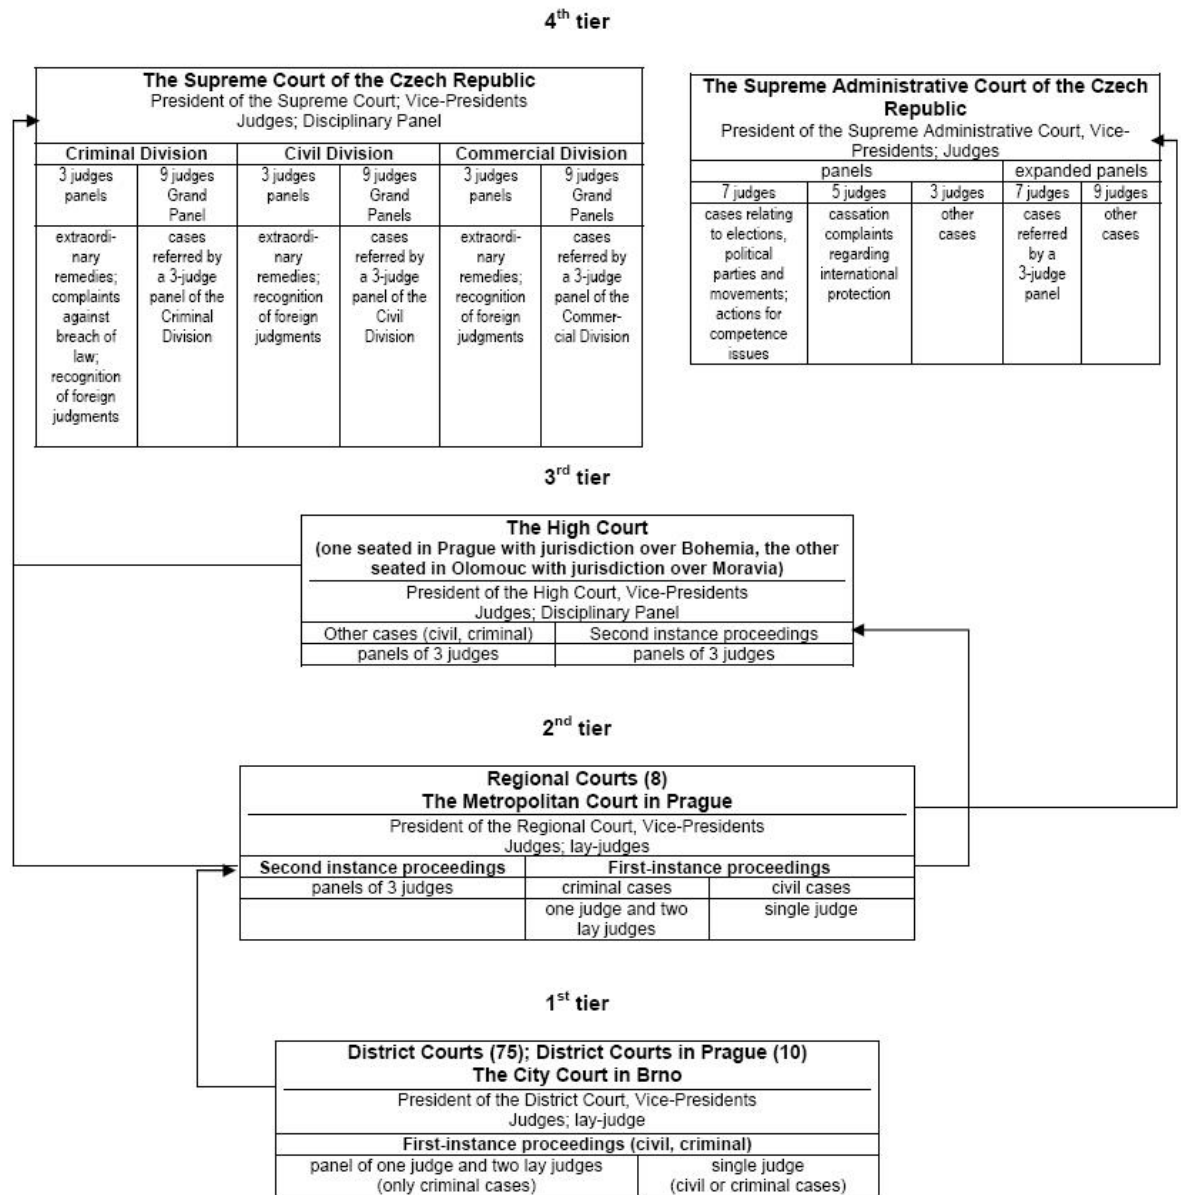 4th tier
The Supreme Court of the Czech Republic
President of the Supreme Court; Vice-Presidents
Judges; Disciplinary Panel
Criminal Division
Civil Division
Commercial Division
3 judges
panels
9 judges
Grand
Panel
3 judges
panels
9 judges
Grand
Panels
3 judges
panels
9 judges
Grand
Panels
extraordi-
nary
remedies;
complaints
against
breach of
law;
recognition
of foreign
judgments
cases
referred by
a 3-judge
panel of the
Criminal
Division
extraordi-
nary
remedies;
recognition
of foreign
judgments
cases
referred by
a 3-judge
panel of the
Civil
Division
extraordi-
nary
remedies;
recognition
of foreign
judgments
cases
referred by
a 3-judge
panel of the
Commer-
cial Division
The Supreme Administrative Court of the Czech
Republic
President of the Supreme Administrative Court, Vice-
Presidents; Judges
panels
expanded panels
7 judges
5 judges
3 judges
7 judges
9 judges
cases relating
to elections,
political
parties and
movements;
actions for
competence
issues
cassation
complaints
regarding
international
protection
other
cases
cases
referred
by a
3-judge
panel
other
cases
3rd tier
The High Court
(one seated in Prague with jurisdiction over Bohemia, the other
seated in Olomouc with jurisdiction over Moravia)
President of the High Court, Vice-Presidents
Judges; Disciplinary Panel
Other cases (civil, criminal)
Second instance proceedings
panels of 3 judges
panels of 3 judges
2nd tier
Regional Courts (8)
The Metropolitan Court in Prague
President of the Regional Court, Vice-Presidents
Judges; lay-judges
Second instance proceedings
First-instance proceedings
panels of 3 judges
criminal cases
civil cases
one judge and two
lay judges
single judge
1st tier
District Courts (75); District Courts in Prague (10)
The City Court in Brno
President of the District Court, Vice-Presidents
Judges; lay-judge
First-instance proceedings (civil, criminal)
panel of one judge and two lay judges
(only criminal cases)
single judge
(civil or criminal cases)